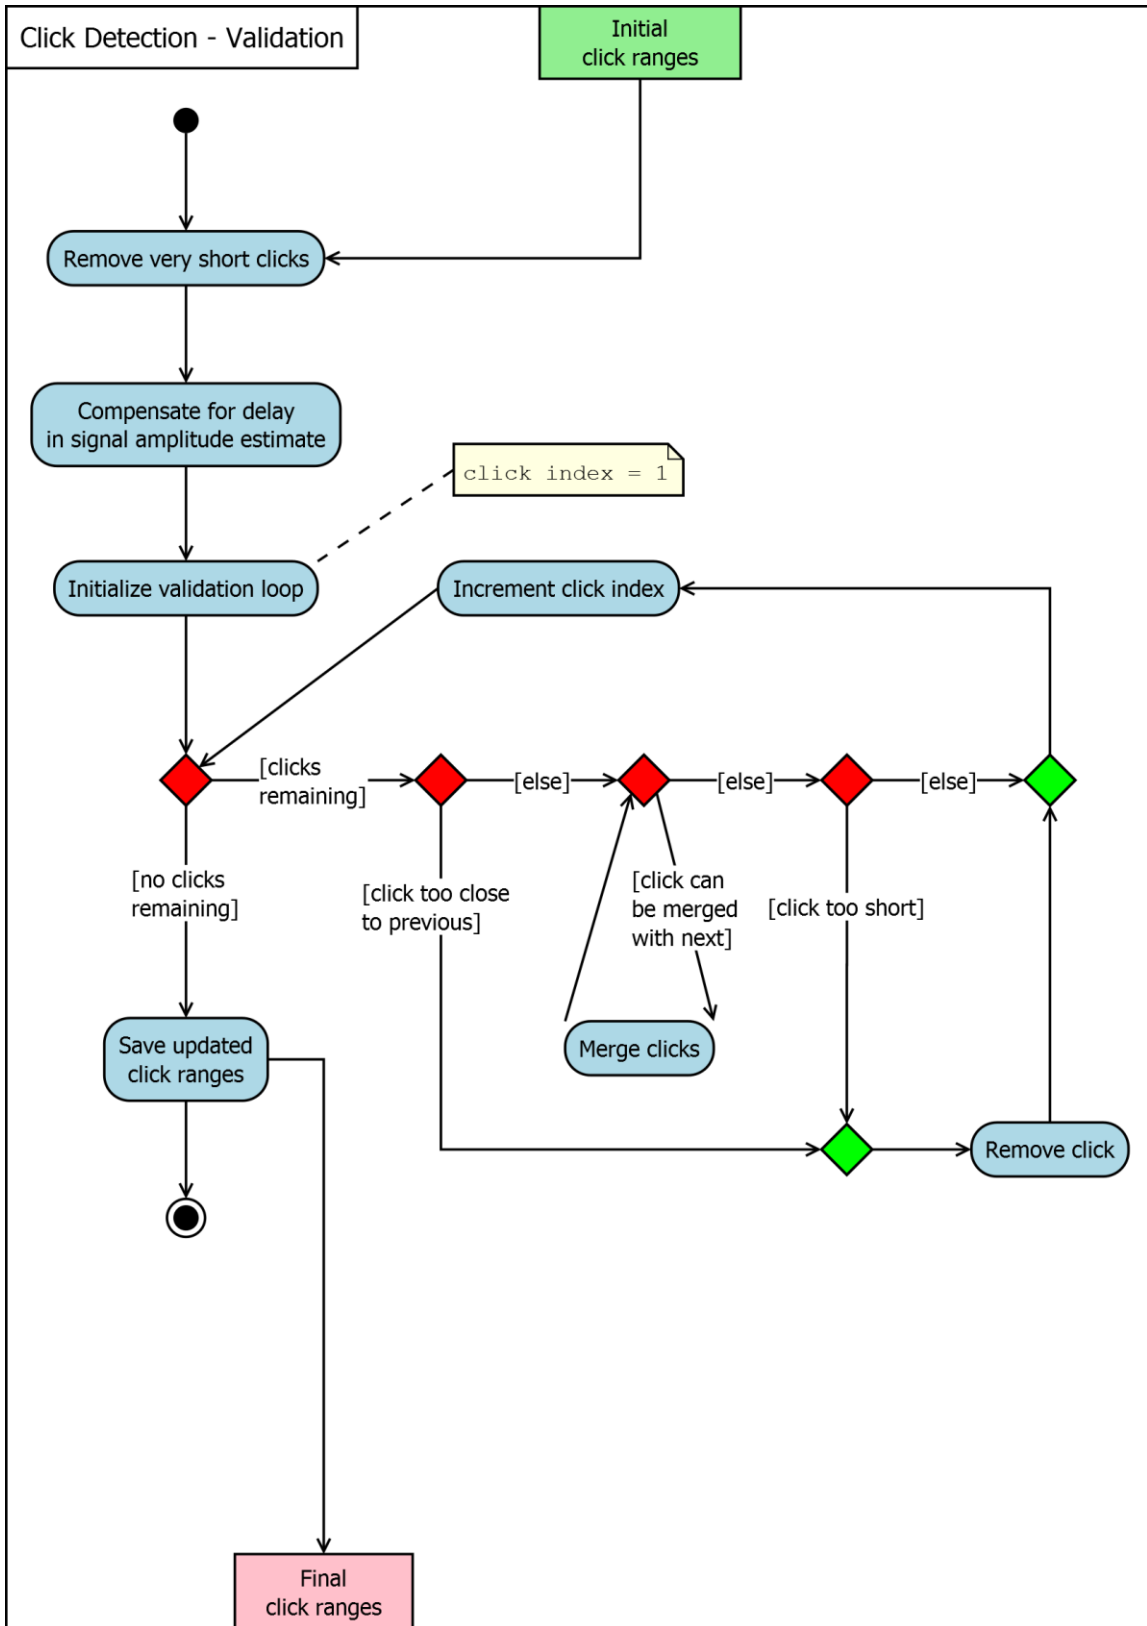 Click Detection - Validation
Initial
click ranges
Remove very short clicks
Compensate for delay
in signal amplitude estimate
click index = 1
Initialize validation loop
Increment click index
[clicks
remaining]
[else]
[else]
[else]
[no clicks
remaining]
[click too close
to previous]
[click can
be merged
with next]
[click too short]
Save updated
click ranges
Merge clicks
Remove click
Final
click ranges